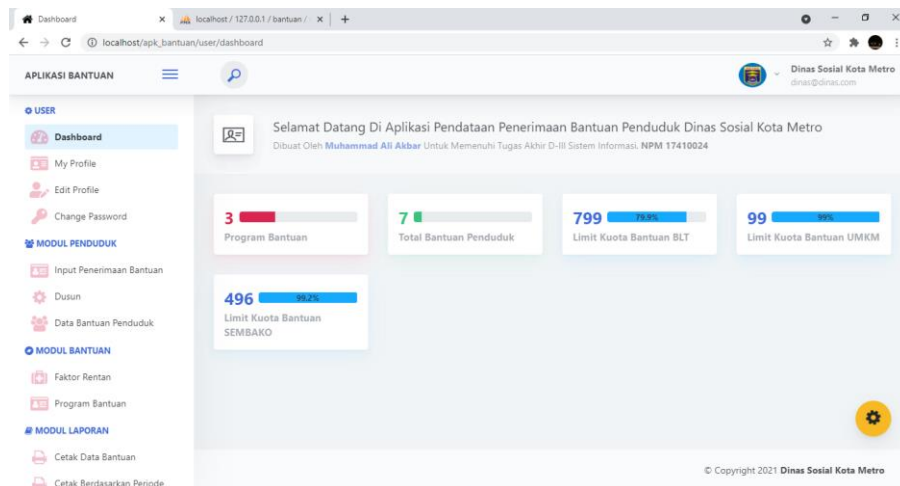 Dashboard
localhost / 127.0.0.1 / bantuan /
localhost/apk_bantuan/user/dashboard
APLIKASI BANTUAN
Dinas Sosial Kota Metro
dinas@dinas.com
USER
Dashboard
My Profile
Edit Profile
Change Password
MODUL PENDUDUK
Input Penerimaan Bantuan
Dusun
Data Bantuan Penduduk
MODUL BANTUAN
Faktor Rentan
Program Bantuan
MODUL LAPORAN
Cetak Data Bantuan
Cetak Berdasarkan Periode
Selamat Datang Di Aplikasi Pendataan Penerimaan Bantuan Penduduk Dinas Sosial Kota Metro
Dibuat Oleh Muhammad Ali Akbar Untuk Memenuhi Tugas Akhir D-III Sistem Informasi. NPM 17410024
3
Program Bantuan
7
Total Bantuan Penduduk
799 79.9%
Limit Kuota Bantuan BLT
99 99%
Limit Kuota Bantuan UMKM
496 99.2%
Limit Kuota Bantuan
SEMBAKO
© Copyright 2021 Dinas Sosial Kota Metro